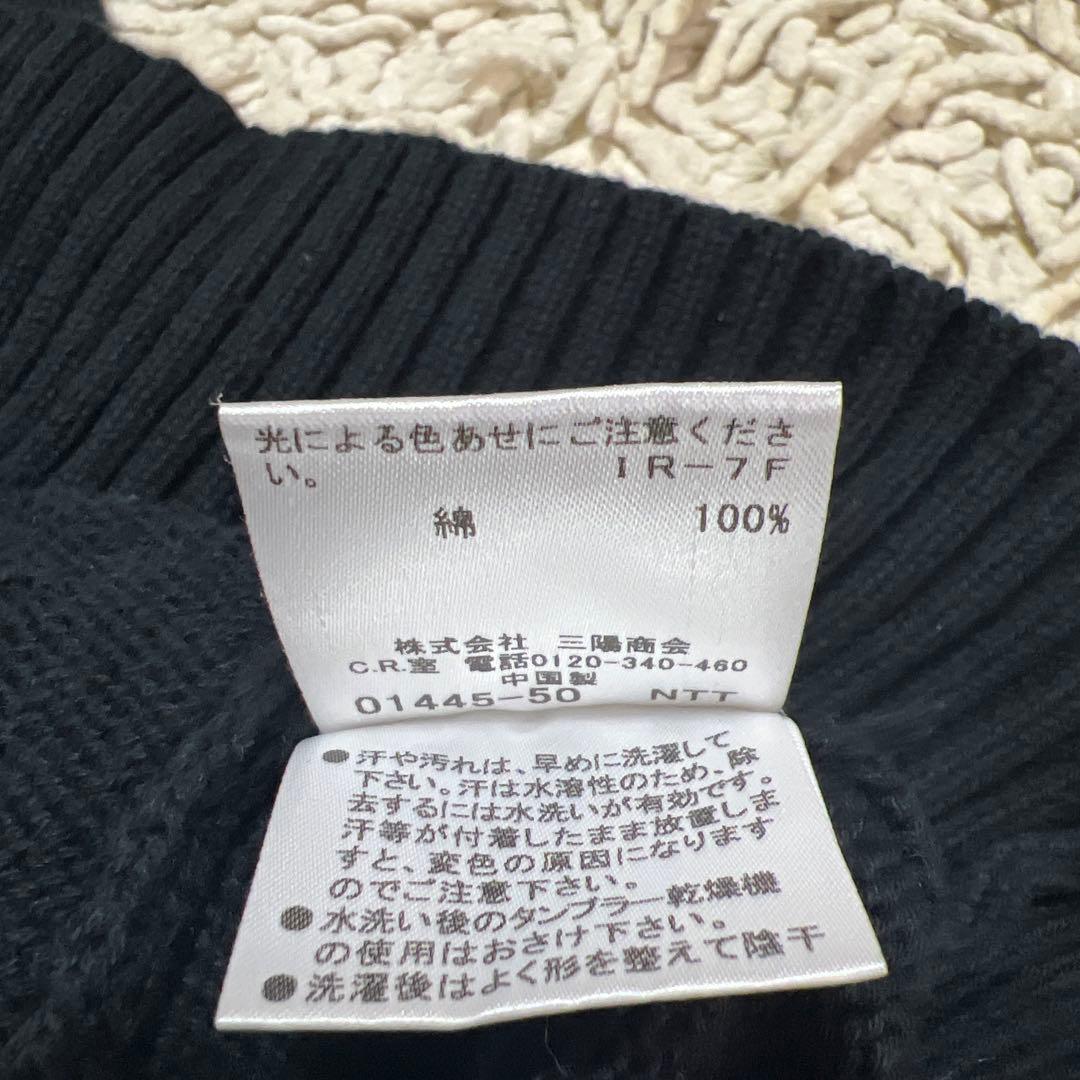 光による色あせにご注意くださ
い。 IR-7F
綿 100%
株式会社 三陽商会
C.R.室 電話0120-340-460
中国製
01445-50 NTT
●汗や汚れは、早めに洗濯して
下さい。汗は水溶性のため、除
去するには水洗いが有効です。
汗等が付着したまま放置しま
すと、変色の原因になります
のでご注意下さい。
●水洗い後のタンブラー乾燥機
の使用はおさけ下さい。
●洗濯後はよく形を整えて陰干